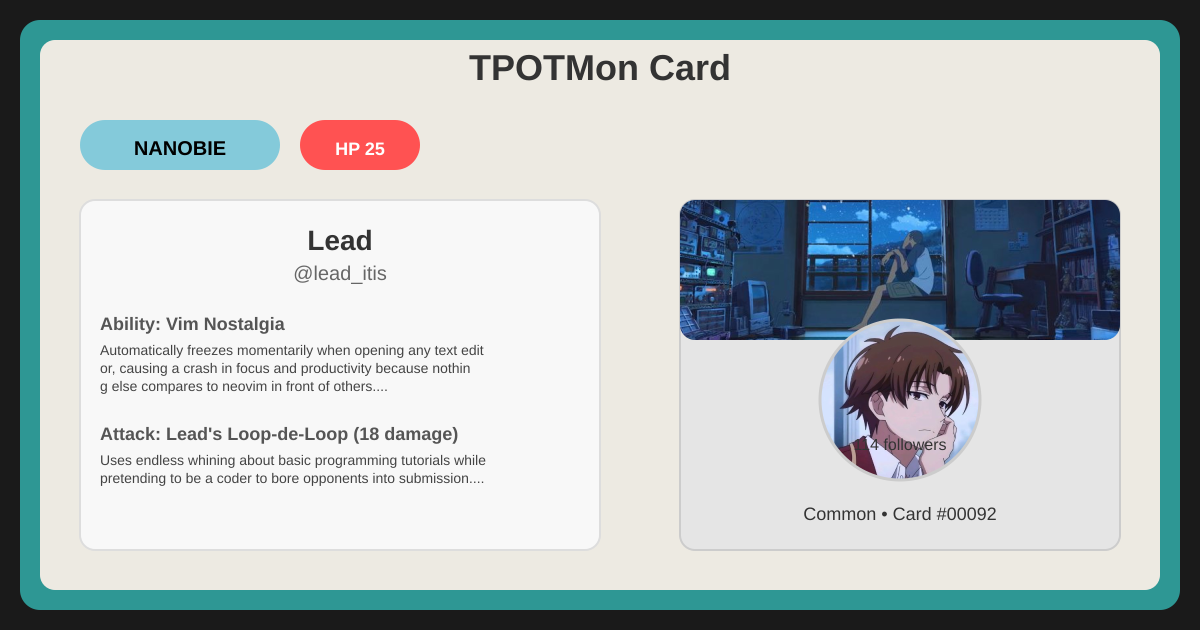 TPOTMon Card
NANOBIE
HP 25
Lead
@lead_itis
Ability: Vim Nostalgia
Automatically freezes momentarily when opening any text edit
or, causing a crash in focus and productivity because nothin
g else compares to neovim in front of others....
Attack: Lead's Loop-de-Loop (18 damage)
Uses endless whining about basic programming tutorials while
pretending to be a coder to bore opponents into submission....
followers
Common • Card #00092